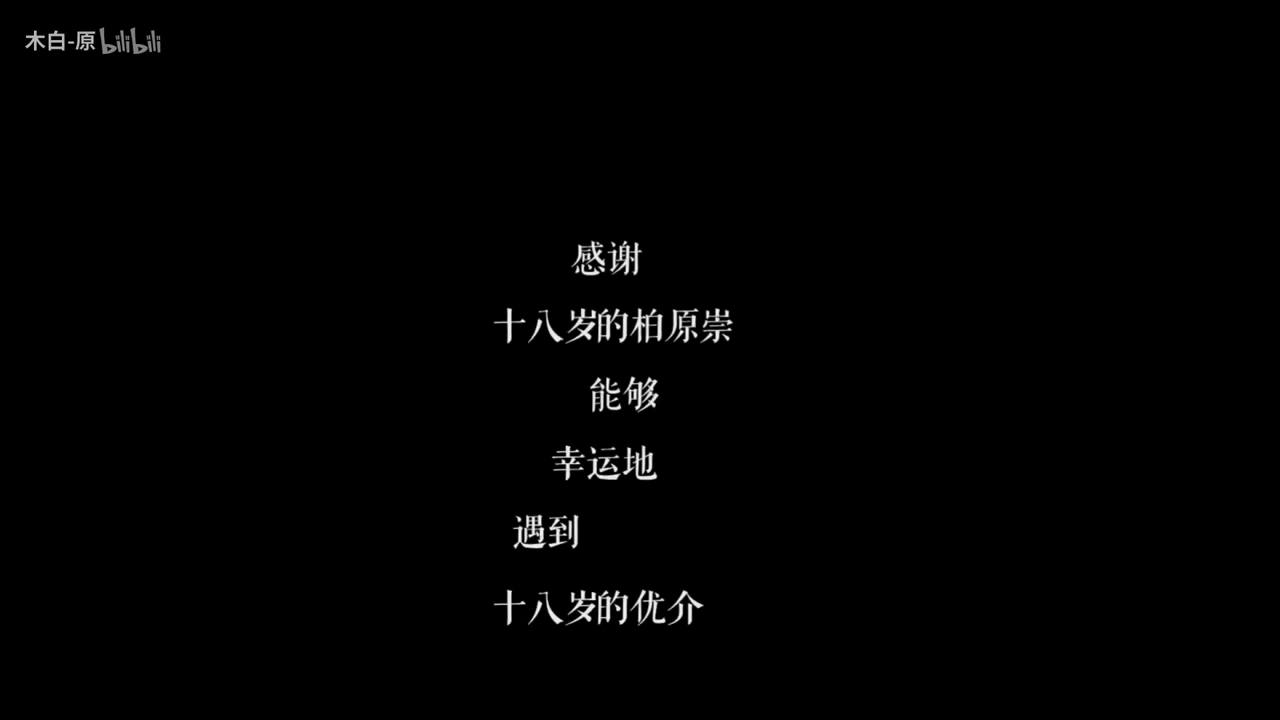 木白-原 bilibili
感谢
十八岁的柏原崇
能够
幸运地
遇到
十八岁的优介